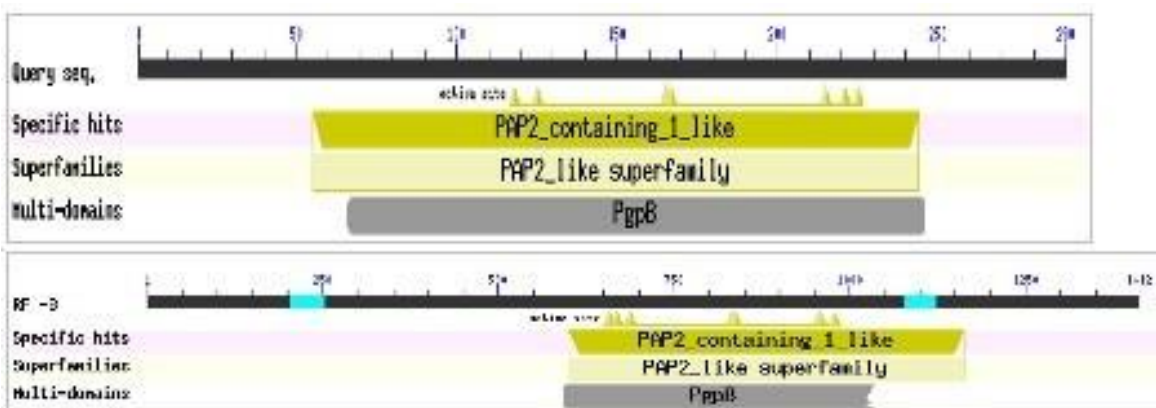 1 50 100 150 200 250
Query seq.
active site
Specific hits PAP2_containing_1_like
Superfamilies PAP2_like superfamily
Multi-domains PgpB
250 500 750 1000 1250
RF -3
active site
Specific hits PAP2_containing_1_like
Superfamilies PAP2_like superfamily
Multi-domains PgpB